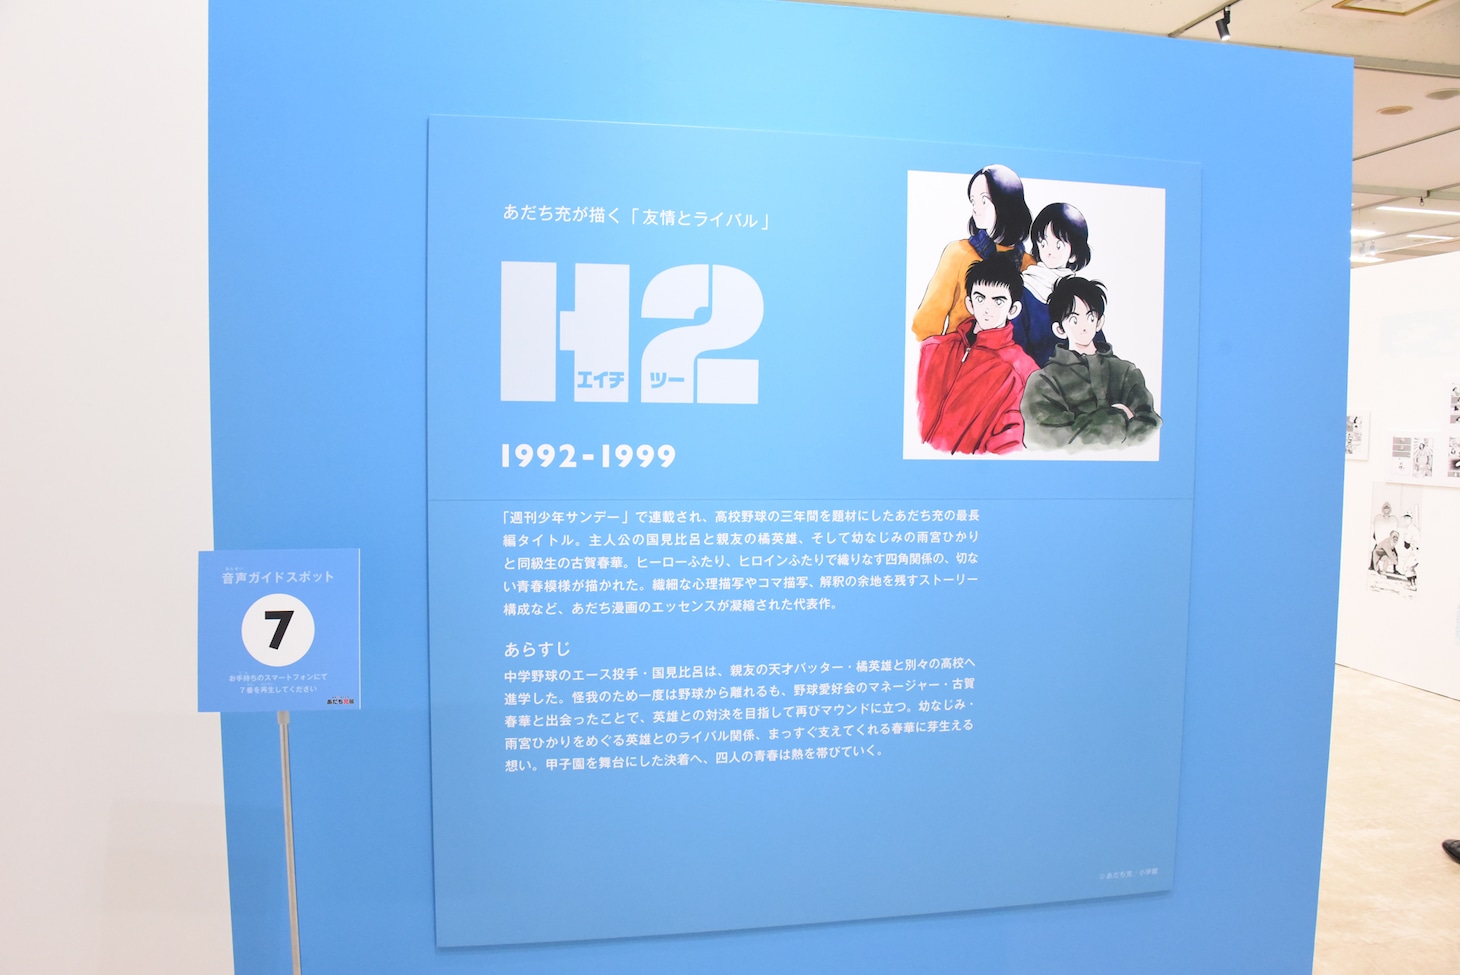 あだち充が描く「友情とライバル」
H2
エイチ ツー
1992-1999
「週刊少年サンデー」で連載され、高校野球の三年間を題材にしたあだち充の最長
編タイトル。主人公の国見比呂と親友の橘英雄、そして幼なじみの雨宮ひかり
と同級生の古賀春華。ヒーローふたり、ヒロインふたりで織りなす四角関係の、切な
い青春模様が描かれた。繊細な心理描写やコマ描写、解釈の余地を残すストーリー
構成など、あだち漫画のエッセンスが凝縮された代表作。
あらすじ
中学野球のエース投手・国見比呂は、親友の天才バッター・橘英雄と別々の高校へ
進学した。怪我のため一度は野球から離れるも、野球愛好会のマネージャー・古賀
春華と出会ったことで、英雄との対決を目指して再びマウンドに立つ。幼なじみ・
雨宮ひかりをめぐる英雄とのライバル関係、まっすぐ支えてくれる春華に芽生える
想い。甲子園を舞台にした決着へ、四人の青春は熱を帯びていく。
©あだち充／小学館
おんせい
音声ガイドスポット
7
お手持ちのスマートフォンにて
7番を再生してください
あだち充展